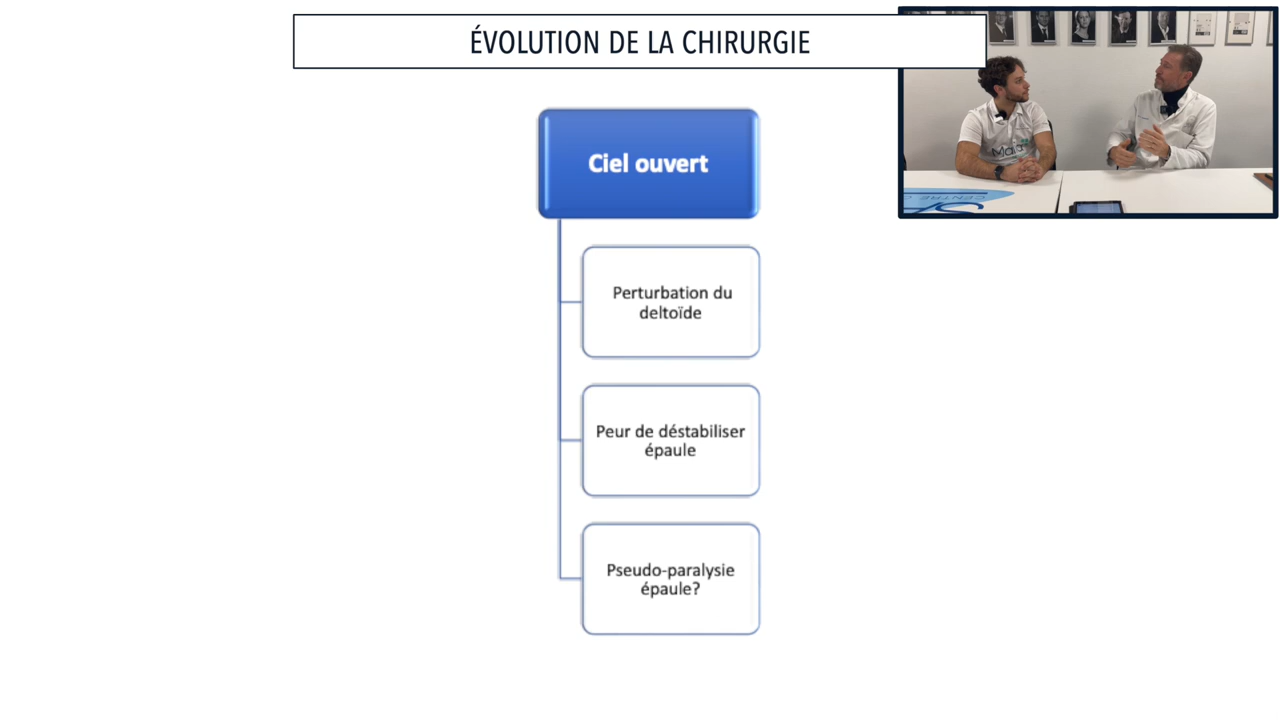 ÉVOLUTION DE LA CHIRURGIE
Ciel ouvert
Perturbation du
deltoïde
Peur de déstabiliser
épaule
Pseudo-paralysie
épaule?